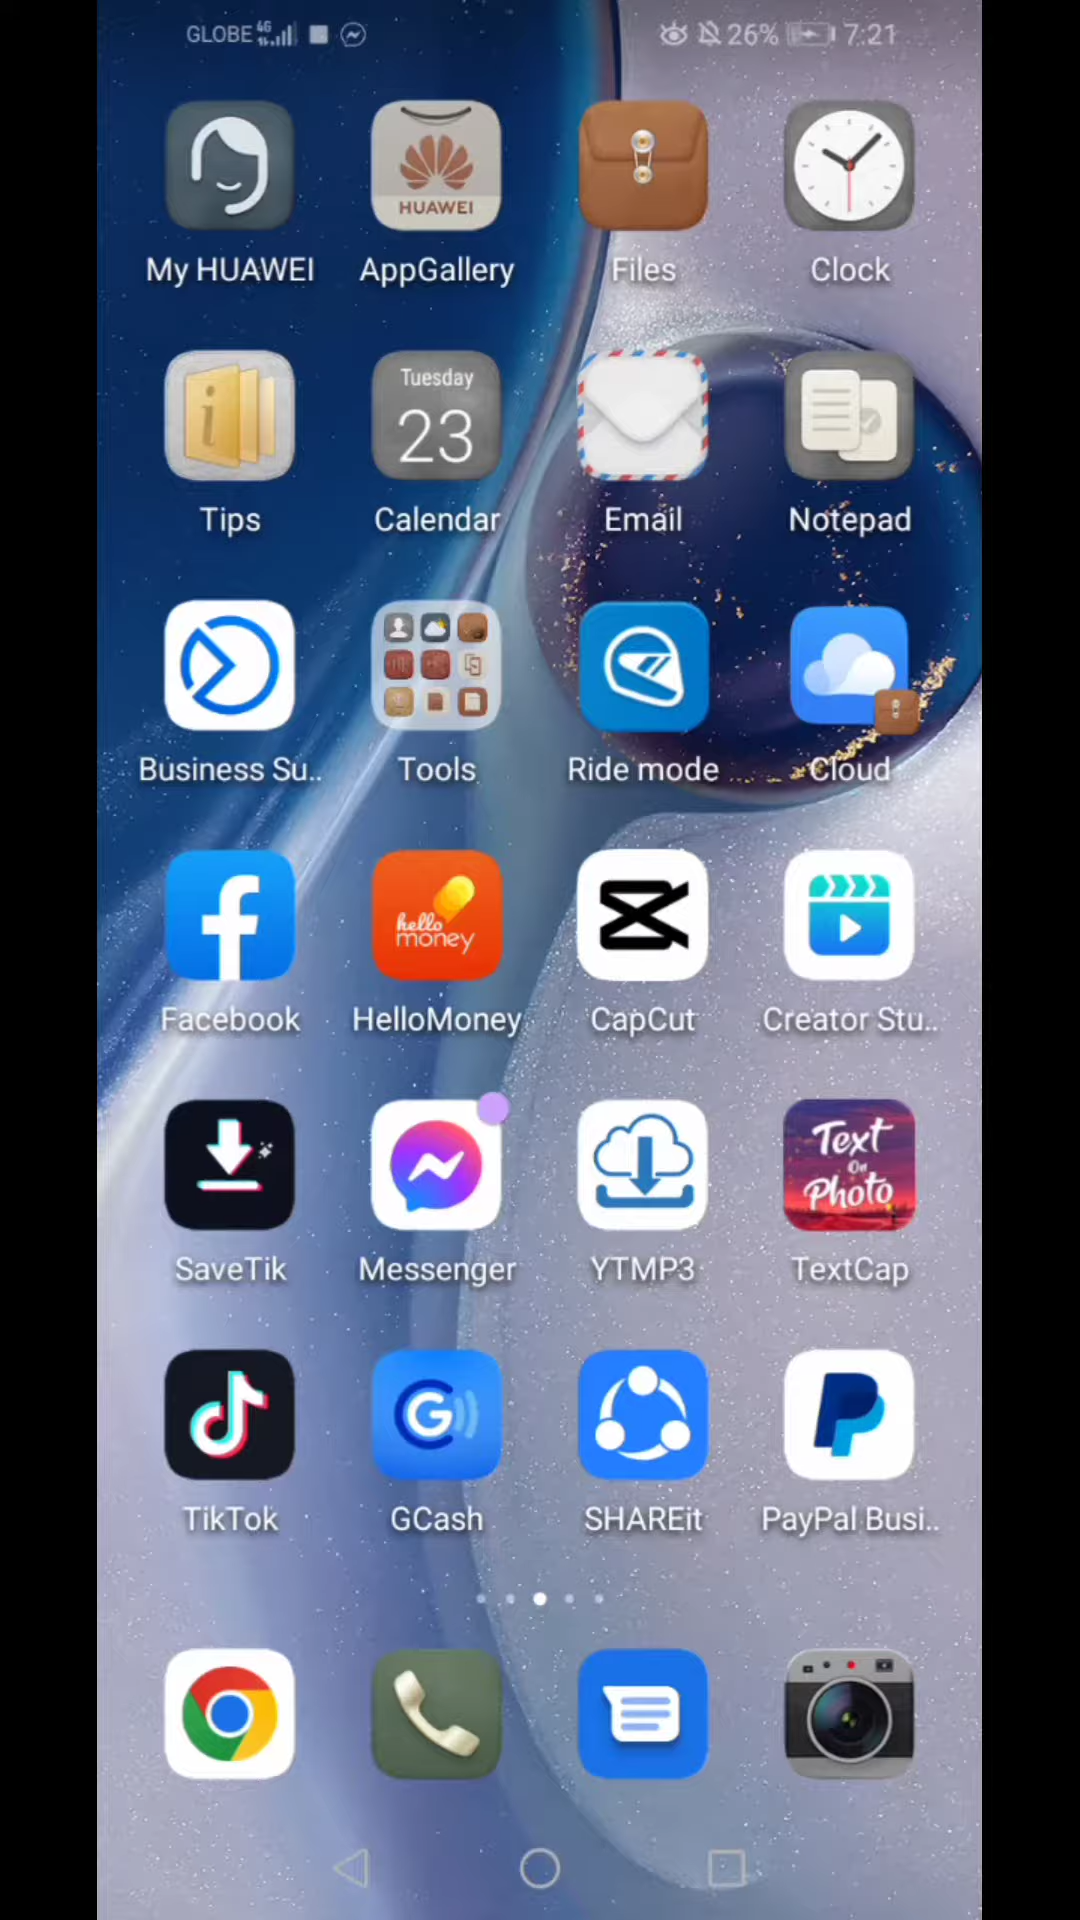 GLOBE 4G 26% 7:21
HUAWEI
My HUAWEI AppGallery Files Clock
Tuesday
23
Tips Calendar Email Notepad
Business Su.. Tools Ride mode Cloud
hello
money
Facebook HelloMoney CapCut Creator Stu..
Text
On
Photo
SaveTik Messenger YTMP3 TextCap
TikTok GCash SHAREit PayPal Busi..